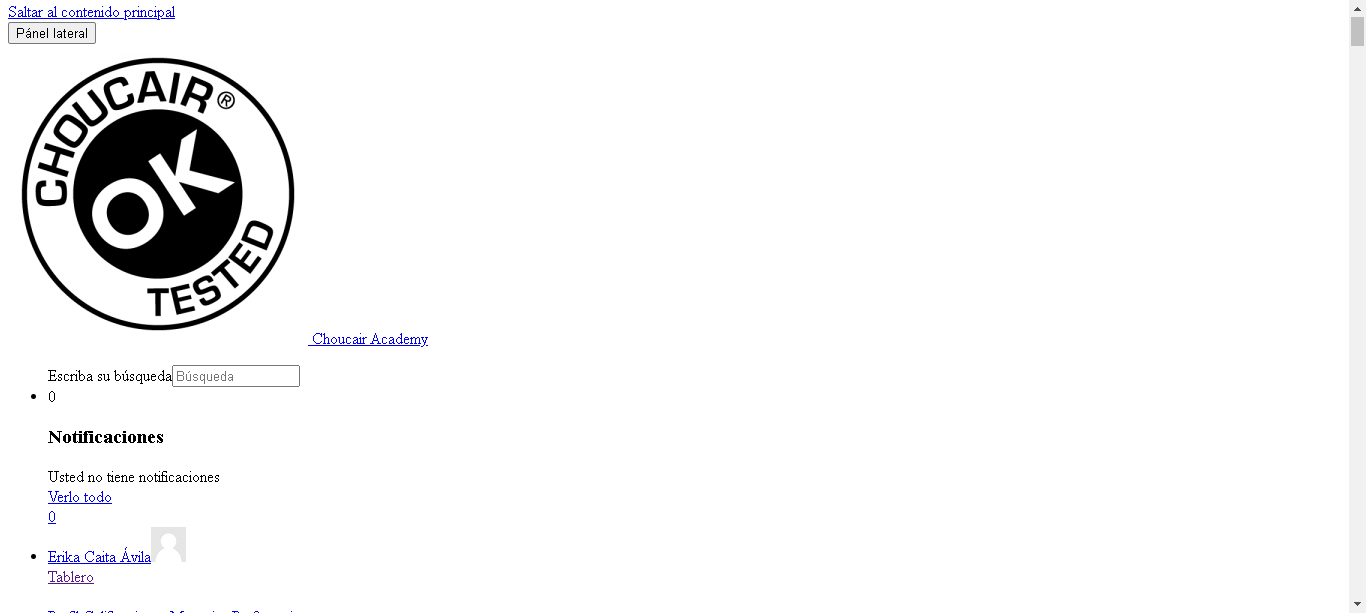 Saltar al contenido principal
Pánel lateral
CHOUCAIR®
OK
TESTED
Choucair Academy
Escriba su búsqueda Búsqueda
0
Notificaciones
Usted no tiene notificaciones
Verlo todo
0
Erika Caita Ávila
Tablero